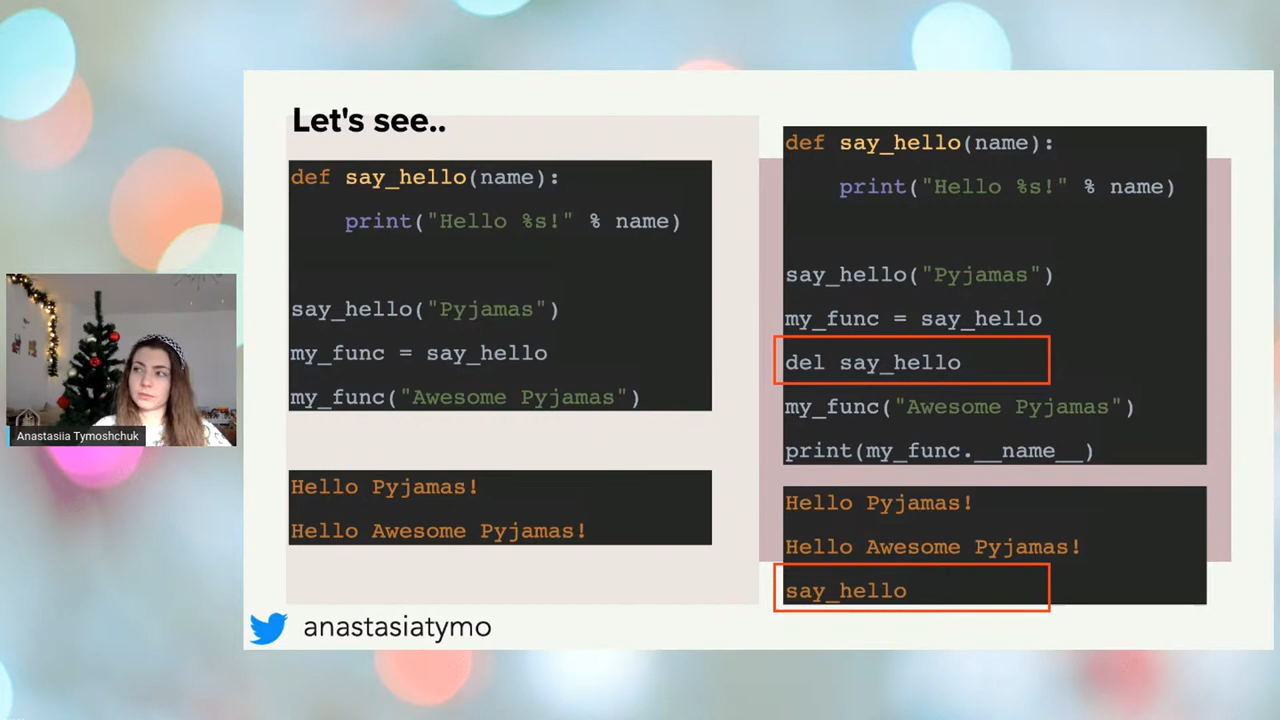 Let's see..
def say_hello(name):
    print("Hello %s!" % name)
say_hello("Pyjamas")
my_func = say_hello
my_func("Awesome Pyjamas")
Hello Pyjamas!
Hello Awesome Pyjamas!
def say_hello(name):
    print("Hello %s!" % name)
say_hello("Pyjamas")
my_func = say_hello
del say_hello
my_func("Awesome Pyjamas")
print(my_func.__name__)
Hello Pyjamas!
Hello Awesome Pyjamas!
say_hello
anastasiatymo
Anastasiia Tymoshchuk